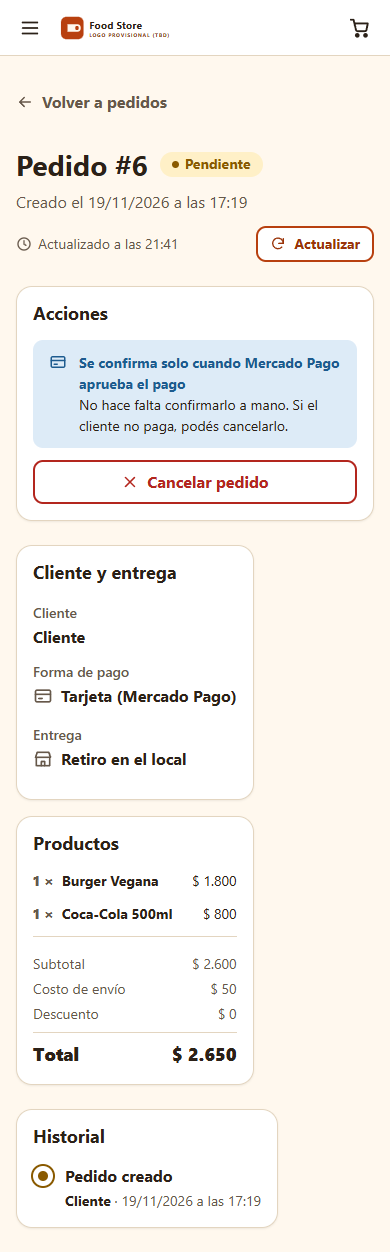 Food Store
LOGO PROVISIONAL (TBD)
Volver a pedidos
Pedido #6
Pendiente
Creado el 19/11/2026 a las 17:19
Actualizado a las 21:41
Actualizar
Acciones
Se confirma solo cuando Mercado Pago
aprueba el pago
No hace falta confirmarlo a mano. Si el
cliente no paga, podés cancelarlo.
Cancelar pedido
Cliente y entrega
Cliente
Cliente
Forma de pago
Tarjeta (Mercado Pago)
Entrega
Retiro en el local
Productos
1 × Burger Vegana $ 1.800
1 × Coca-Cola 500ml $ 800
Subtotal $ 2.600
Costo de envío $ 50
Descuento $ 0
Total $ 2.650
Historial
Pedido creado
Cliente · 19/11/2026 a las 17:19